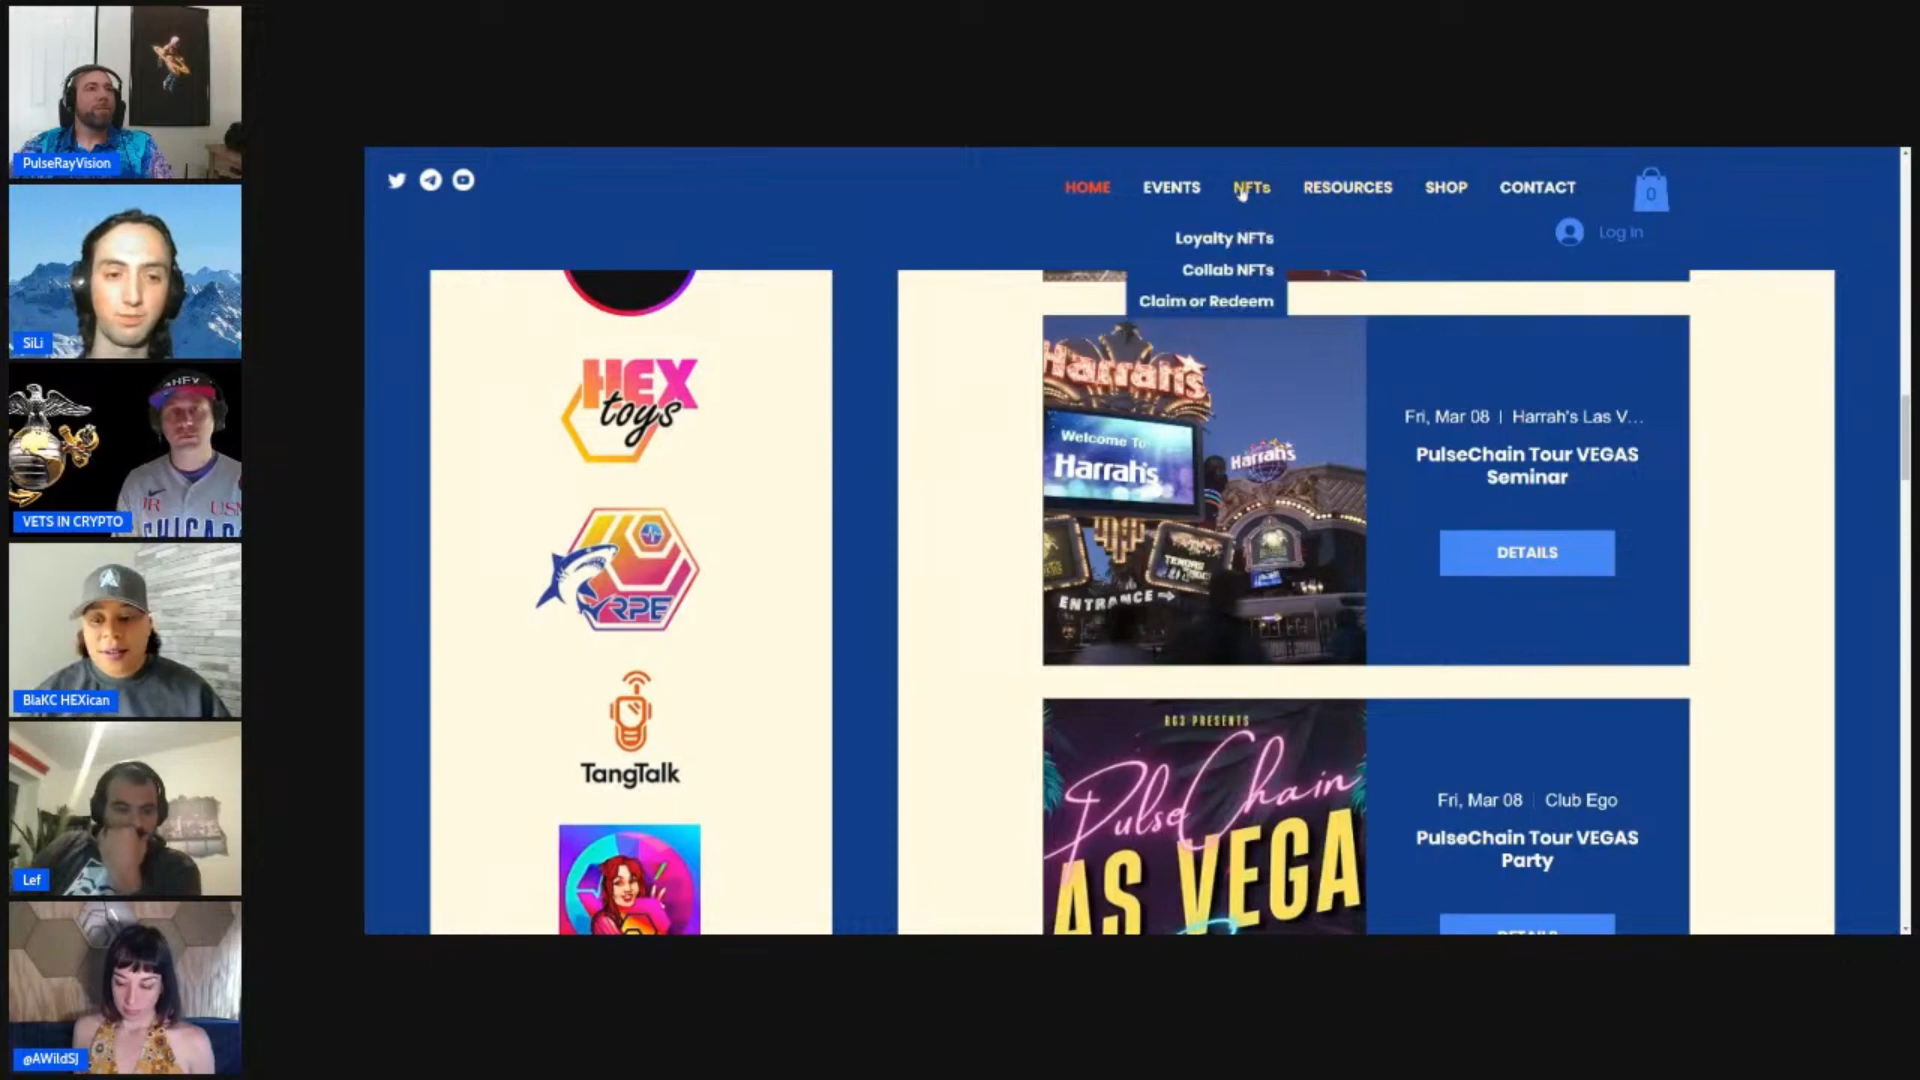 PulseRayVision
SiLi
HEX
VETS IN CRYPTO
BlaKC HEXican
Lef
@AWildSJ
HOME
EVENTS
NFTs
RESOURCES
SHOP
CONTACT
0
Log In
Loyalty NFTs
Collab NFTs
Claim or Redeem
HEX
toys
RPE
TangTalk
Harrah's
Welcome To
Harrah's
Harrah's
ENTRANCE →
Fri, Mar 08 | Harrah's Las V...
PulseChain Tour VEGAS
Seminar
DETAILS
RG3 PRESENTS
PulseChain
AS VEGA
Fri, Mar 08 | Club Ego
PulseChain Tour VEGAS
Party
DETAILS